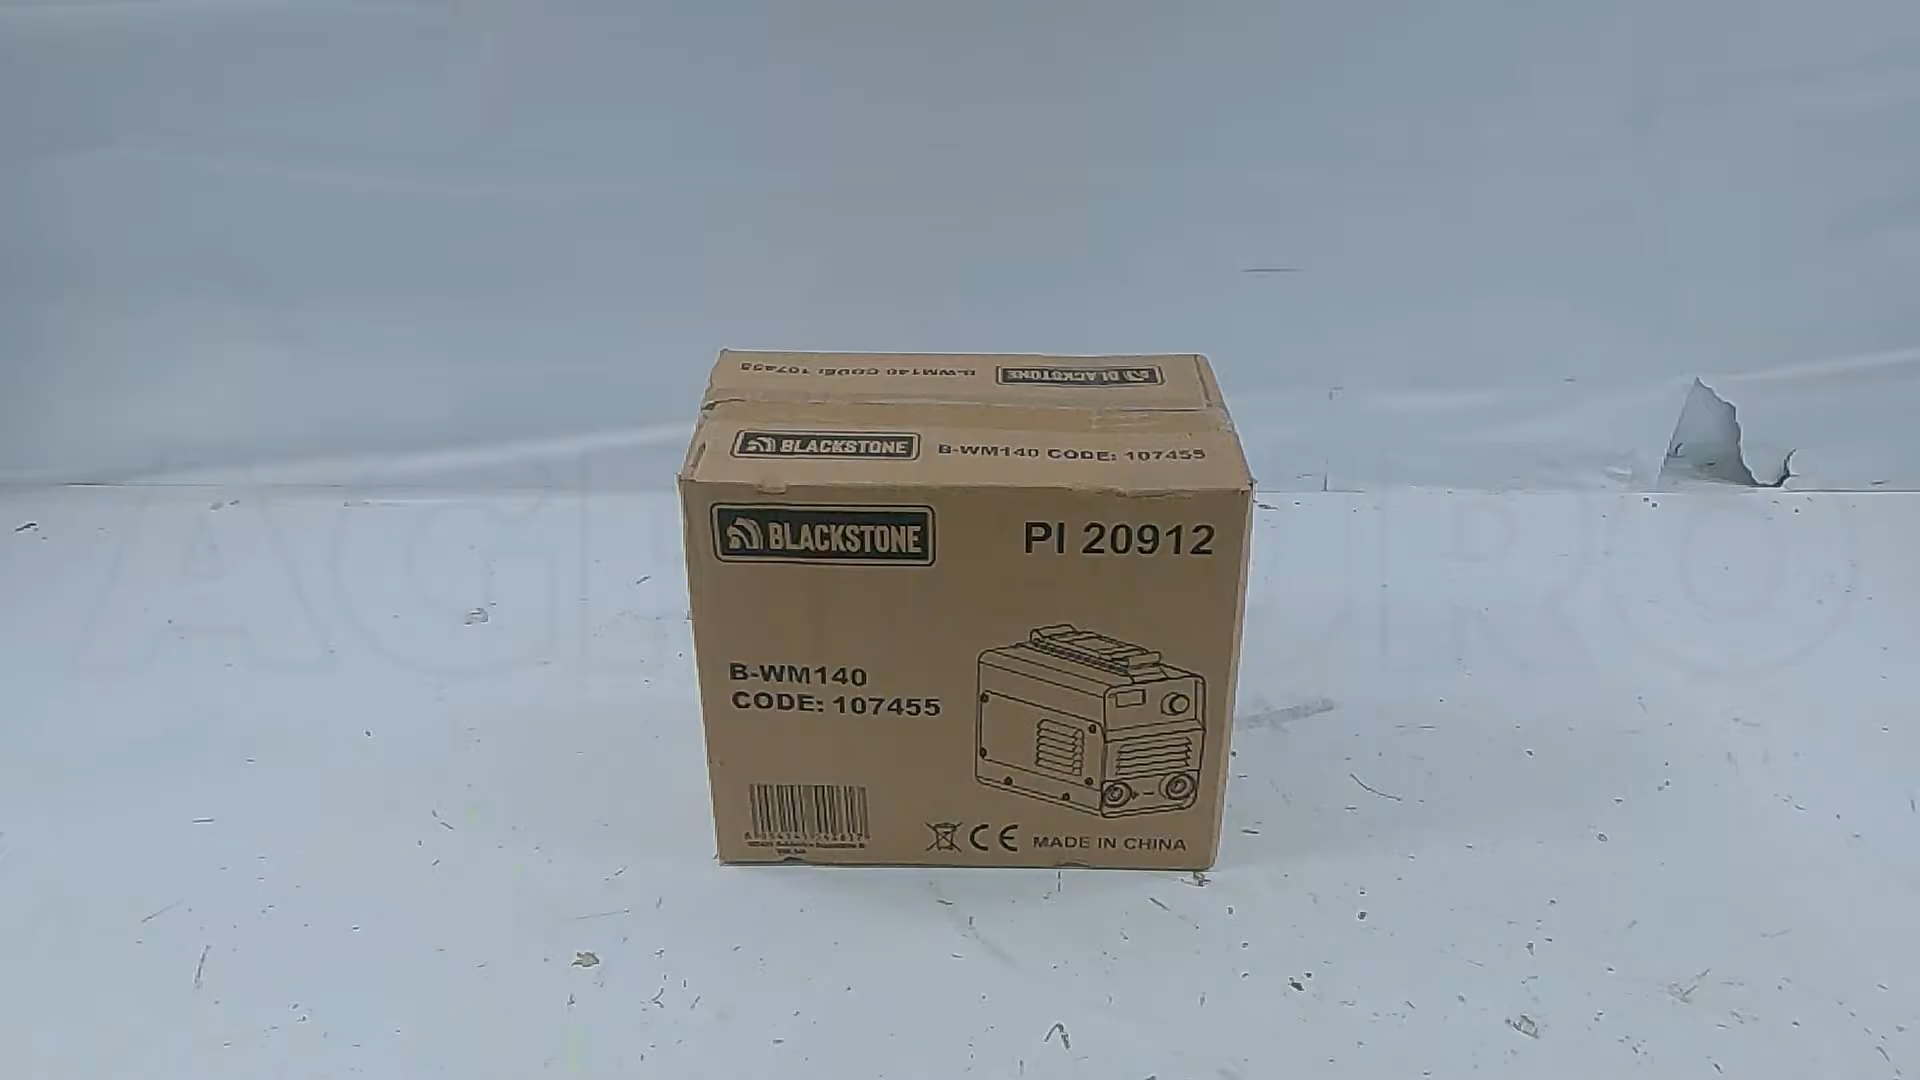 B-WM140 CODE: 107455
BLACKSTONE
BLACKSTONE
B-WM140 CODE: 107455
BLACKSTONE
PI 20912
B-WM140
CODE: 107455
CE
MADE IN CHINA